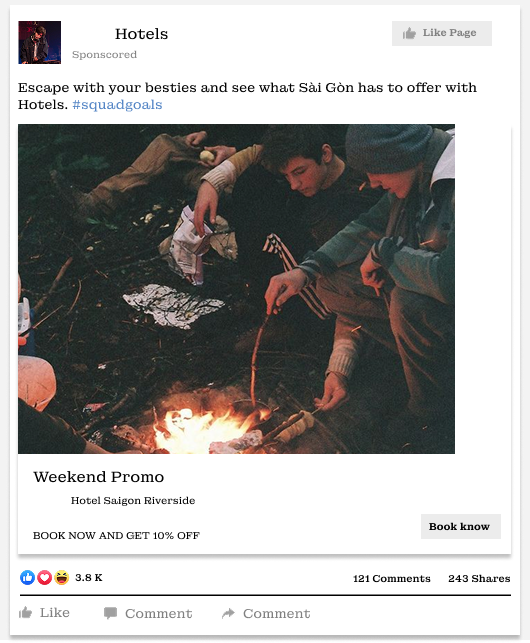 Hotels
Like Page
Sponscored
Escape with your besties and see what Sài Gòn has to offer with
Hotels. #squadgoals
Weekend Promo
Hotel Saigon Riverside
BOOK NOW AND GET 10% OFF
Book know
3.8 K
121 Comments 243 Shares
Like Comment Comment